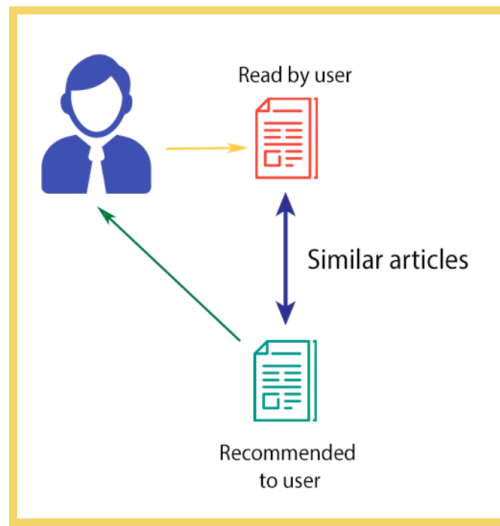 Read by user
Similar articles
Recommended
to user